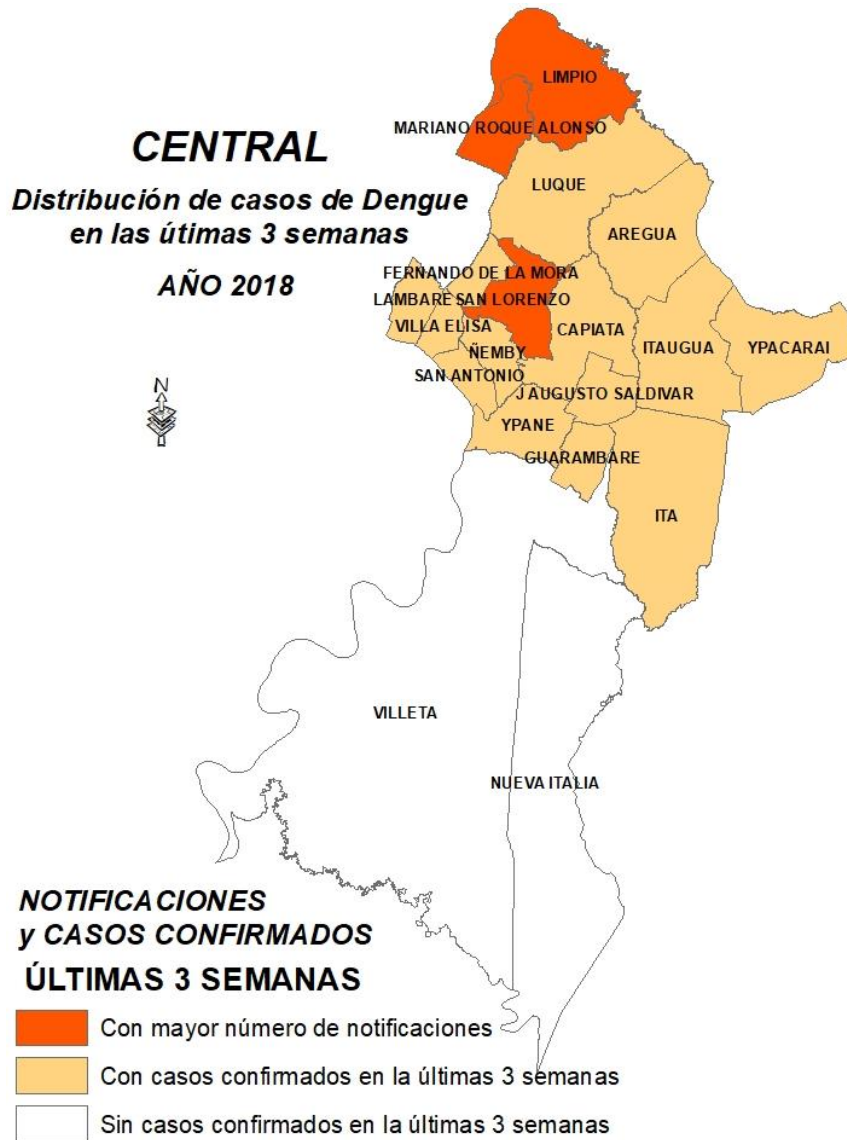 LIMPIO
MARIANO ROQUE ALONSO
CENTRAL
Distribución de casos de Dengue
en las útimas 3 semanas
AÑO 2018
LUQUE
AREGUA
FERNANDO DE LA MORA
LAMBARE SAN LORENZO
VILLA ELISA
CAPIATA
ITAUGUA
YPACARAI
ÑEMBY
SAN ANTONIO
J AUGUSTO SALDIVAR
YPANE
GUARAMBARE
N
ITA
VILLETA
NUEVA ITALIA
NOTIFICACIONES
y CASOS CONFIRMADOS
ÚLTIMAS 3 SEMANAS
Con mayor número de notificaciones
Con casos confirmados en la últimas 3 semanas
Sin casos confirmados en la últimas 3 semanas